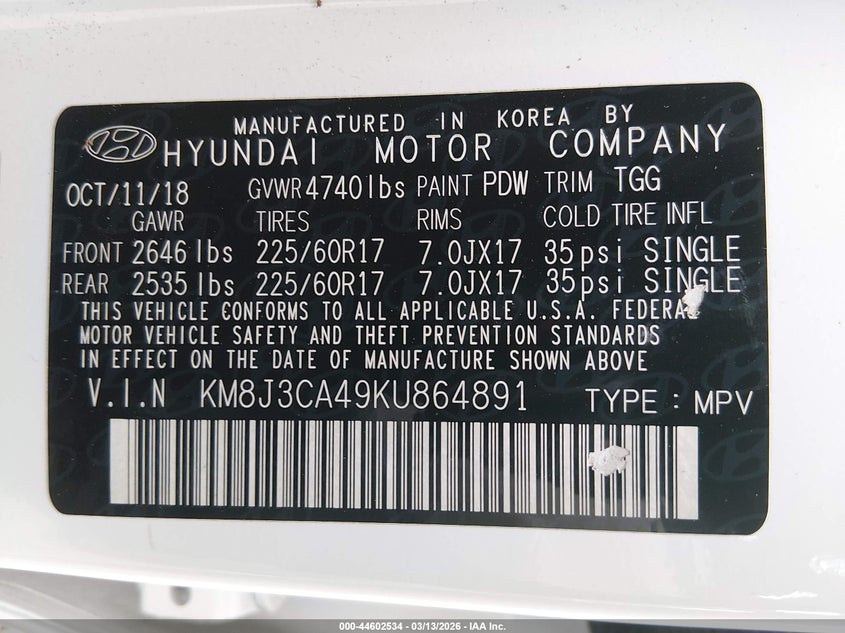 MANUFACTURED IN KOREA BY
HYUNDAI MOTOR COMPANY
OCT/11/18 GVWR 4740lbs PAINT PDW TRIM TGG
GAWR TIRES RIMS COLD TIRE INFL
FRONT 2646 lbs 225/60R17 7.0JX17 35psi SINGLE
REAR 2535 lbs 225/60R17 7.0JX17 35psi SINGLE
THIS VEHICLE CONFORMS TO ALL APPLICABLE U.S.A. FEDERAL
MOTOR VEHICLE SAFETY AND THEFT PREVENTION STANDARDS
IN EFFECT ON THE DATE OF MANUFACTURE SHOWN ABOVE
V.I.N KM8J3CA49KU864891 TYPE : MPV
000-44602534 | 03/13/2026 | IAA Inc.